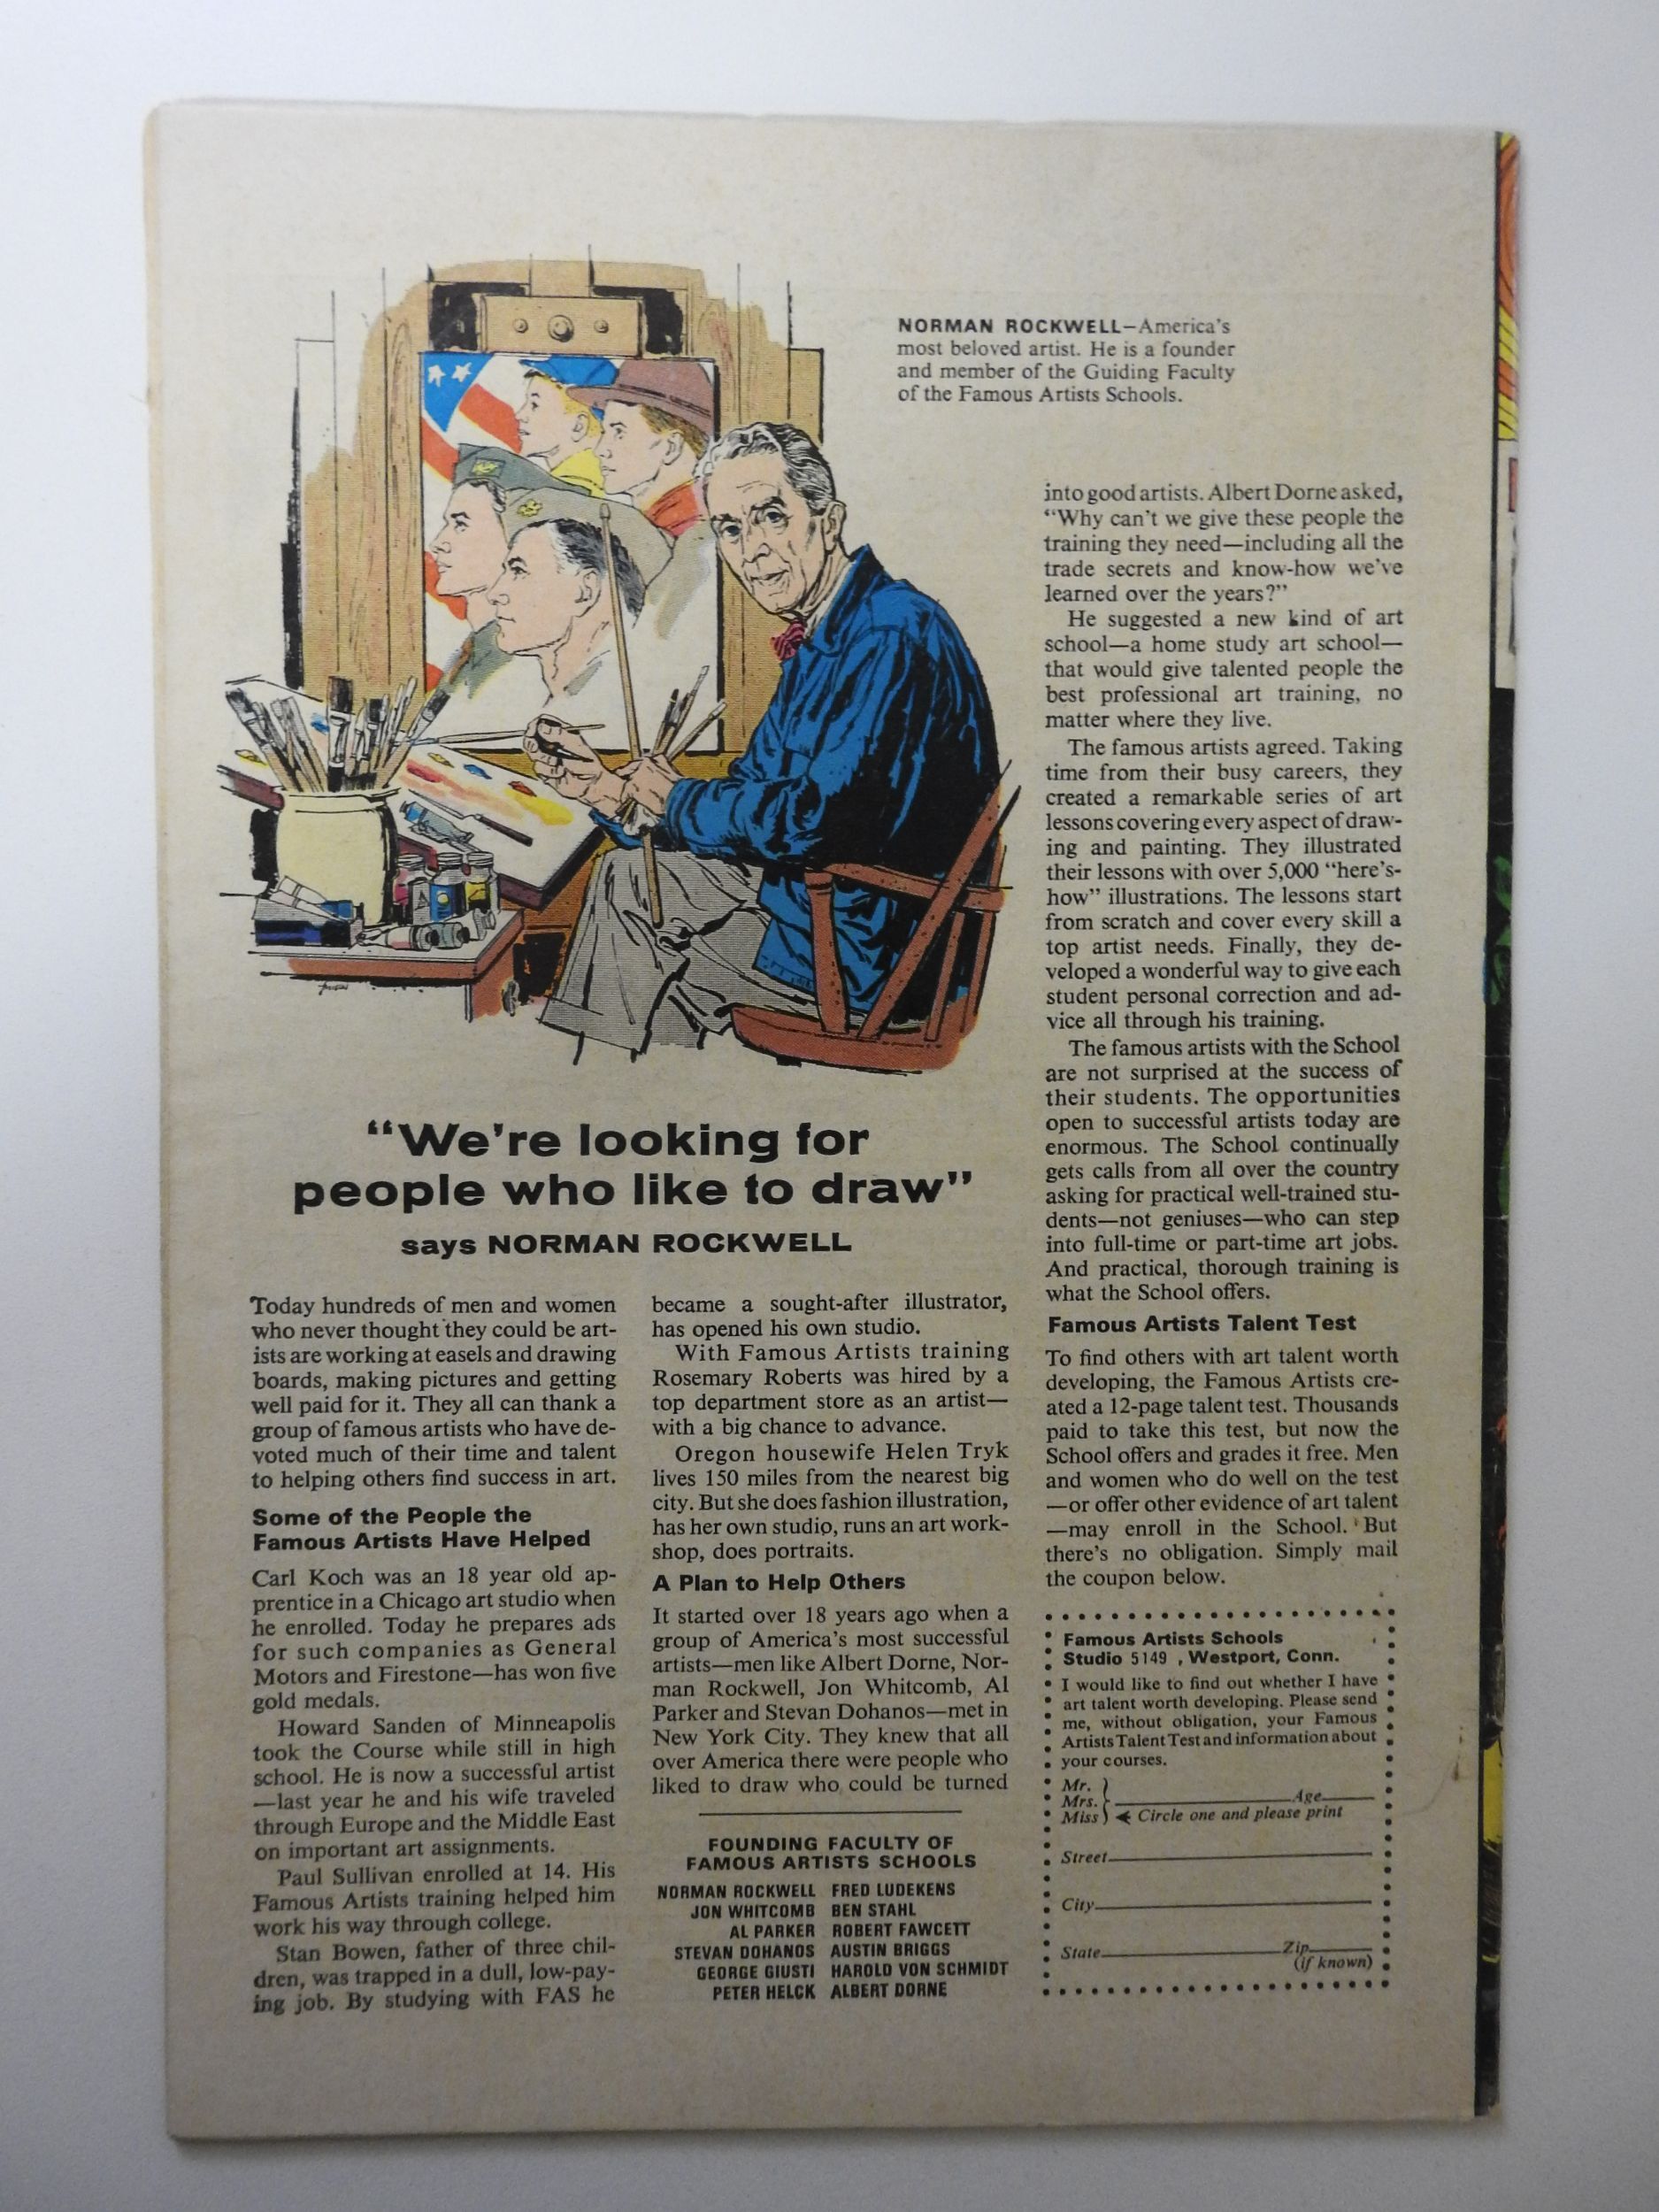 NORMAN ROCKWELL—America's
most beloved artist. He is a founder
and member of the Guiding Faculty
of the Famous Artists Schools.
"We're looking for
people who like to draw"
says NORMAN ROCKWELL
Today hundreds of men and women
who never thought they could be art-
ists are working at easels and drawing
boards, making pictures and getting
well paid for it. They all can thank a
group of famous artists who have de-
voted much of their time and talent
to helping others find success in art.
Some of the People the
Famous Artists Have Helped
Carl Koch was an 18 year old ap-
prentice in a Chicago art studio when
he enrolled. Today he prepares ads
for such companies as General
Motors and Firestone—has won five
gold medals.
Howard Sanden of Minneapolis
took the Course while still in high
school. He is now a successful artist
—last year he and his wife traveled
through Europe and the Middle East
on important art assignments.
Paul Sullivan enrolled at 14. His
Famous Artists training helped him
work his way through college.
Stan Bowen, father of three chil-
dren, was trapped in a dull, low-pay-
ing job. By studying with FAS he
became a sought-after illustrator,
has opened his own studio.
With Famous Artists training
Rosemary Roberts was hired by a
top department store as an artist—
with a big chance to advance.
Oregon housewife Helen Tryk
lives 150 miles from the nearest big
city. But she does fashion illustration,
has her own studio, runs an art work-
shop, does portraits.
A Plan to Help Others
It started over 18 years ago when a
group of America's most successful
artists—men like Albert Dorne, Nor-
man Rockwell, Jon Whitcomb, Al
Parker and Stevan Dohanos—met in
New York City. They knew that all
over America there were people who
liked to draw who could be turned
FOUNDING FACULTY OF
FAMOUS ARTISTS SCHOOLS
NORMAN ROCKWELL FRED LUDEKENS
JON WHITCOMB BEN STAHL
AL PARKER ROBERT FAWCETT
STEVAN DOHANOS AUSTIN BRIGGS
GEORGE GIUSTI HAROLD VON SCHMIDT
PETER HELCK ALBERT DORNE
into good artists. Albert Dorne asked,
"Why can't we give these people the
training they need—including all the
trade secrets and know-how we've
learned over the years?"
He suggested a new kind of art
school—a home study art school—
that would give talented people the
best professional art training, no
matter where they live.
The famous artists agreed. Taking
time from their busy careers, they
created a remarkable series of art
lessons covering every aspect of draw-
ing and painting. They illustrated
their lessons with over 5,000 "here's-
how" illustrations. The lessons start
from scratch and cover every skill a
top artist needs. Finally, they de-
veloped a wonderful way to give each
student personal correction and ad-
vice all through his training.
The famous artists with the School
are not surprised at the success of
their students. The opportunities
open to successful artists today are
enormous. The School continually
gets calls from all over the country
asking for practical well-trained stu-
dents—not geniuses—who can step
into full-time or part-time art jobs.
And practical, thorough training is
what the School offers.
Famous Artists Talent Test
To find others with art talent worth
developing, the Famous Artists cre-
ated a 12-page talent test. Thousands
paid to take this test, but now the
School offers and grades it free. Men
and women who do well on the test
—or offer other evidence of art talent
—may enroll in the School. But
there's no obligation. Simply mail
the coupon below.
Famous Artists Schools
Studio 5149 , Westport, Conn.
I would like to find out whether I have
art talent worth developing. Please send
me, without obligation, your Famous
Artists Talent Test and information about
your courses.
Mr.
Mrs. Age
Miss Circle one and please print
Street
City
State Zip
(if known)